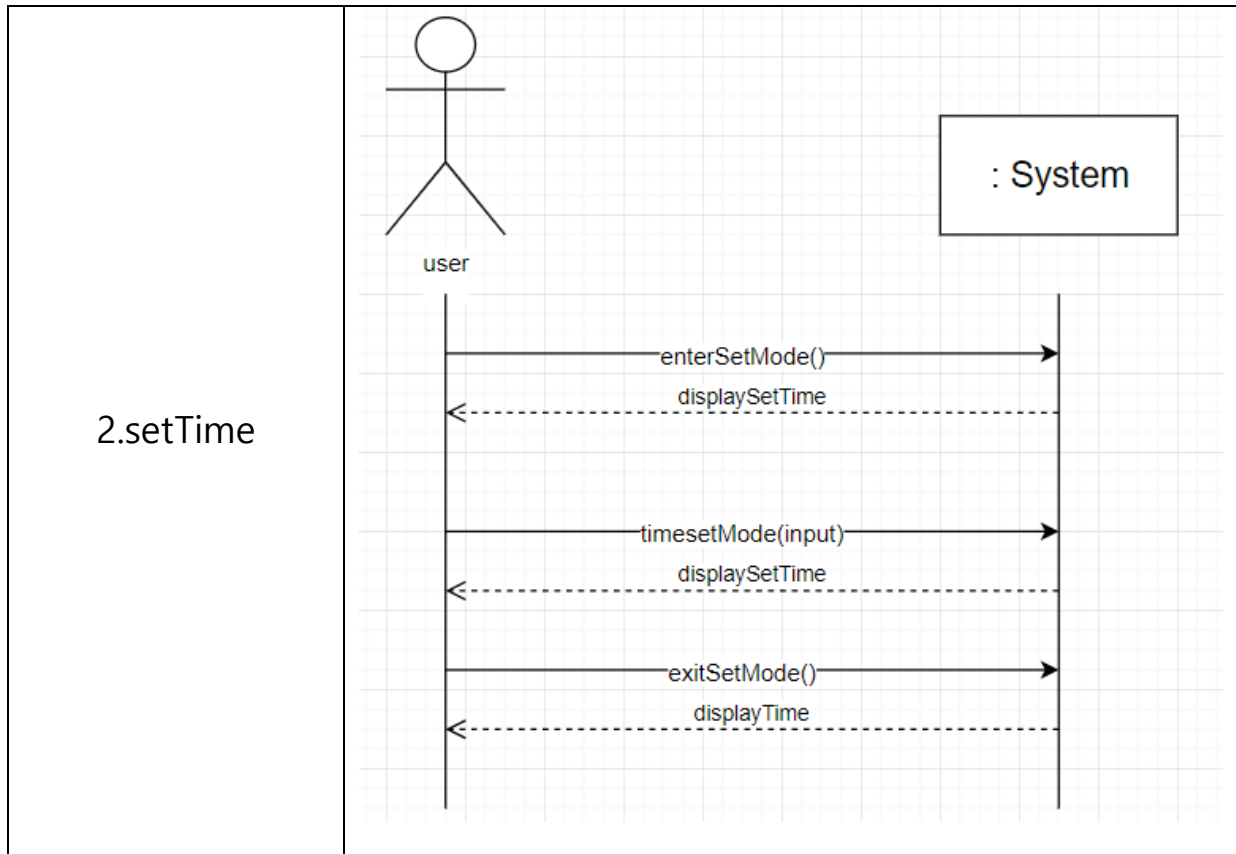 2.setTime
user
: System
enterSetMode()
displaySetTime
timesetMode(input)
displaySetTime
exitSetMode()
displayTime